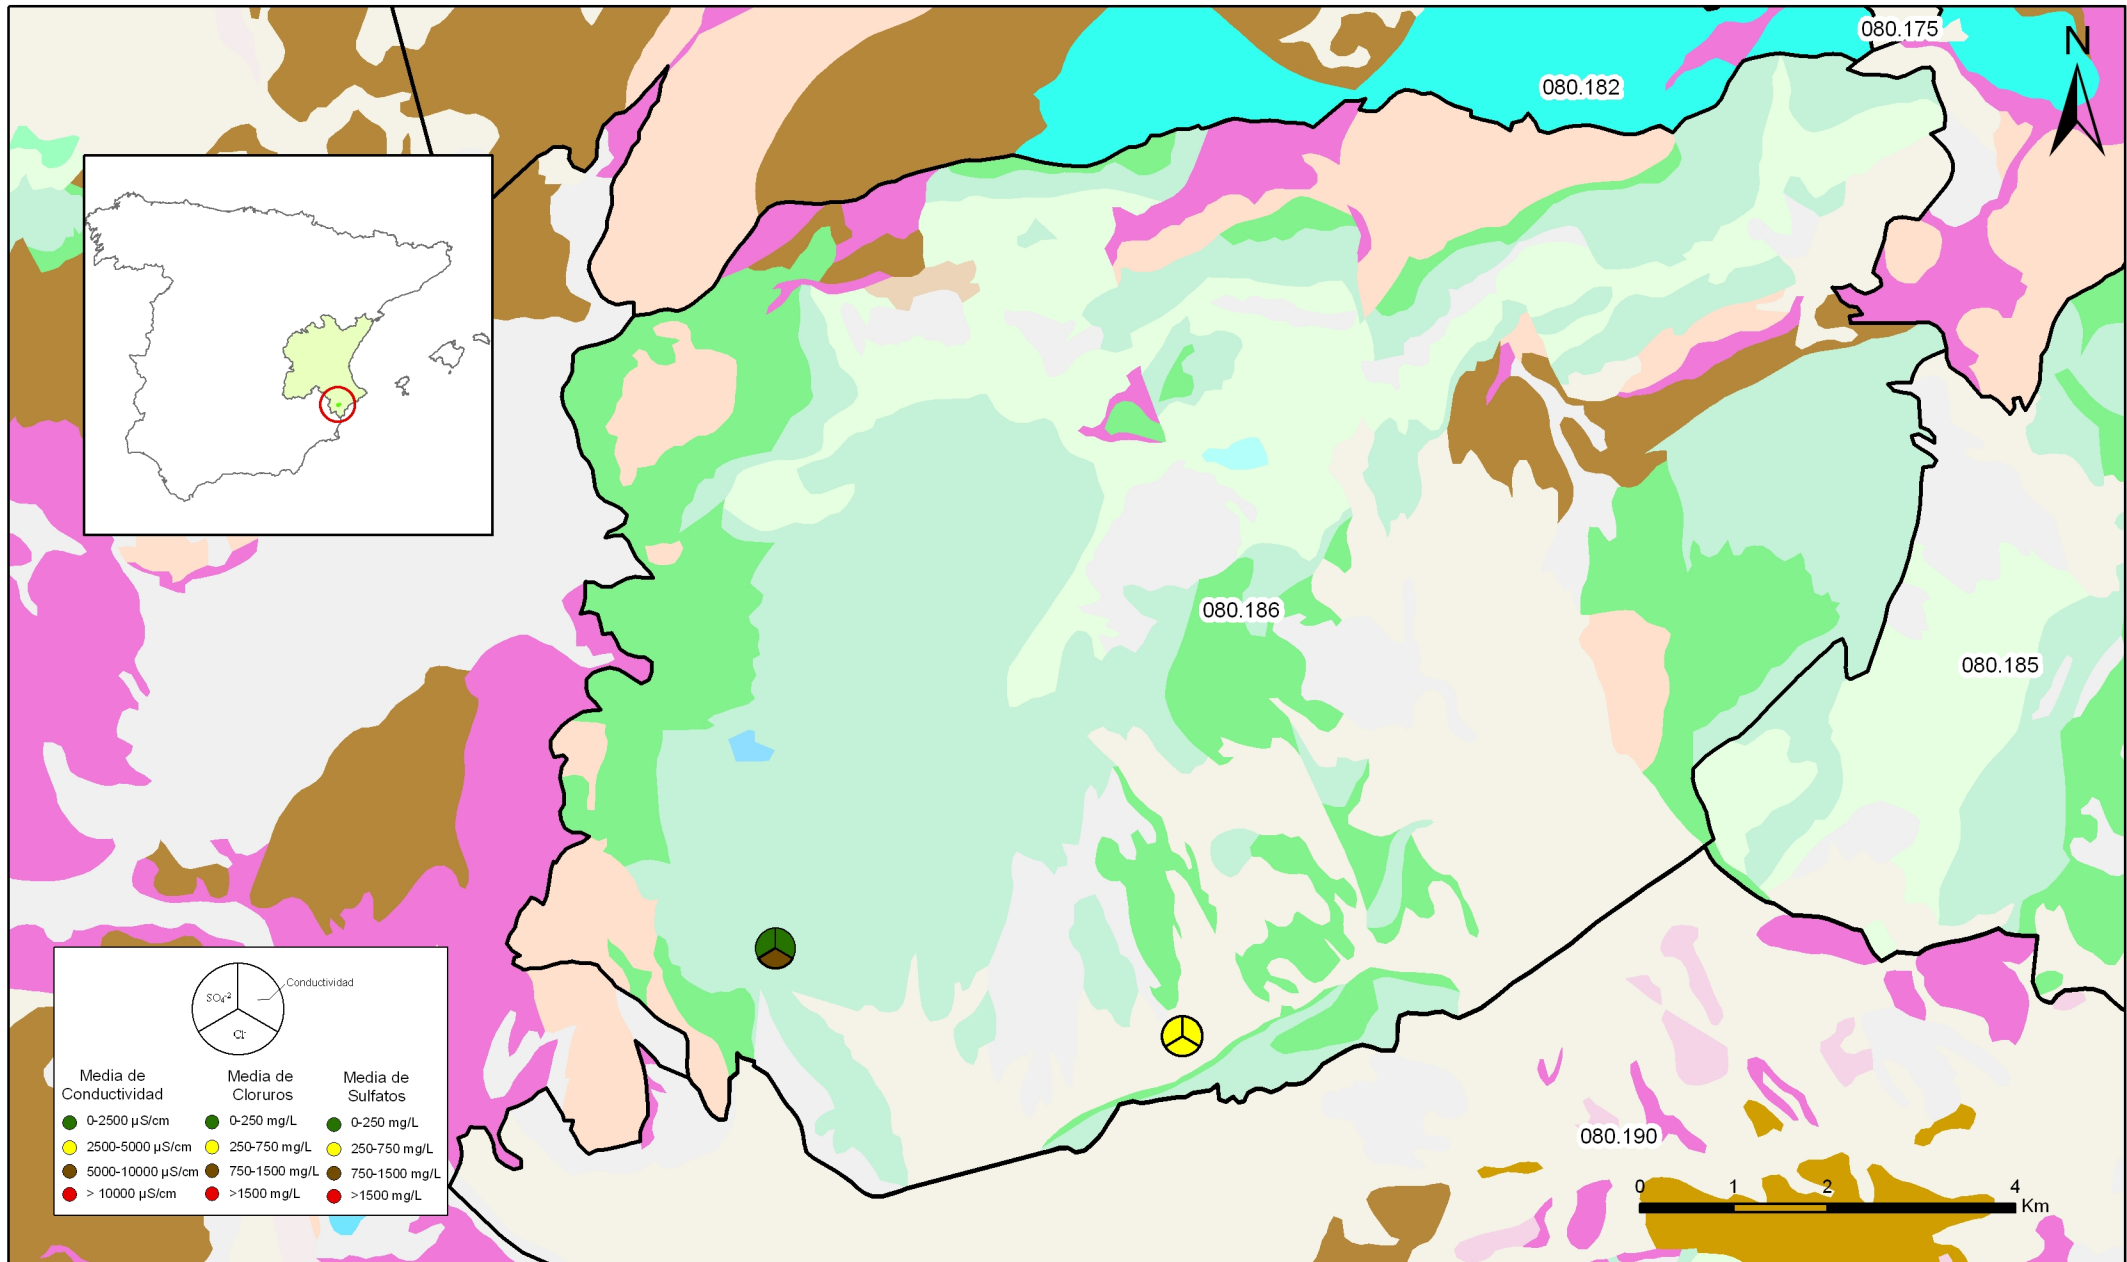 080.175
N
080.182
080.186
080.185
080.190
SO₄⁻²
Conductividad
Cl⁻
Media de
Conductividad
0-2500 µS/cm
2500-5000 µS/cm
5000-10000 µS/cm
> 10000 µS/cm
Media de
Cloruros
0-250 mg/L
250-750 mg/L
750-1500 mg/L
>1500 mg/L
Media de
Sulfatos
0-250 mg/L
250-750 mg/L
750-1500 mg/L
>1500 mg/L
0 1 2 4
Km